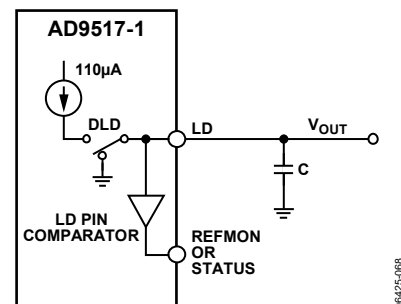 AD9517-1
110µA
DLD
LD
VOUT
C
LD PIN
COMPARATOR
REFMON
OR
STATUS
06425-068